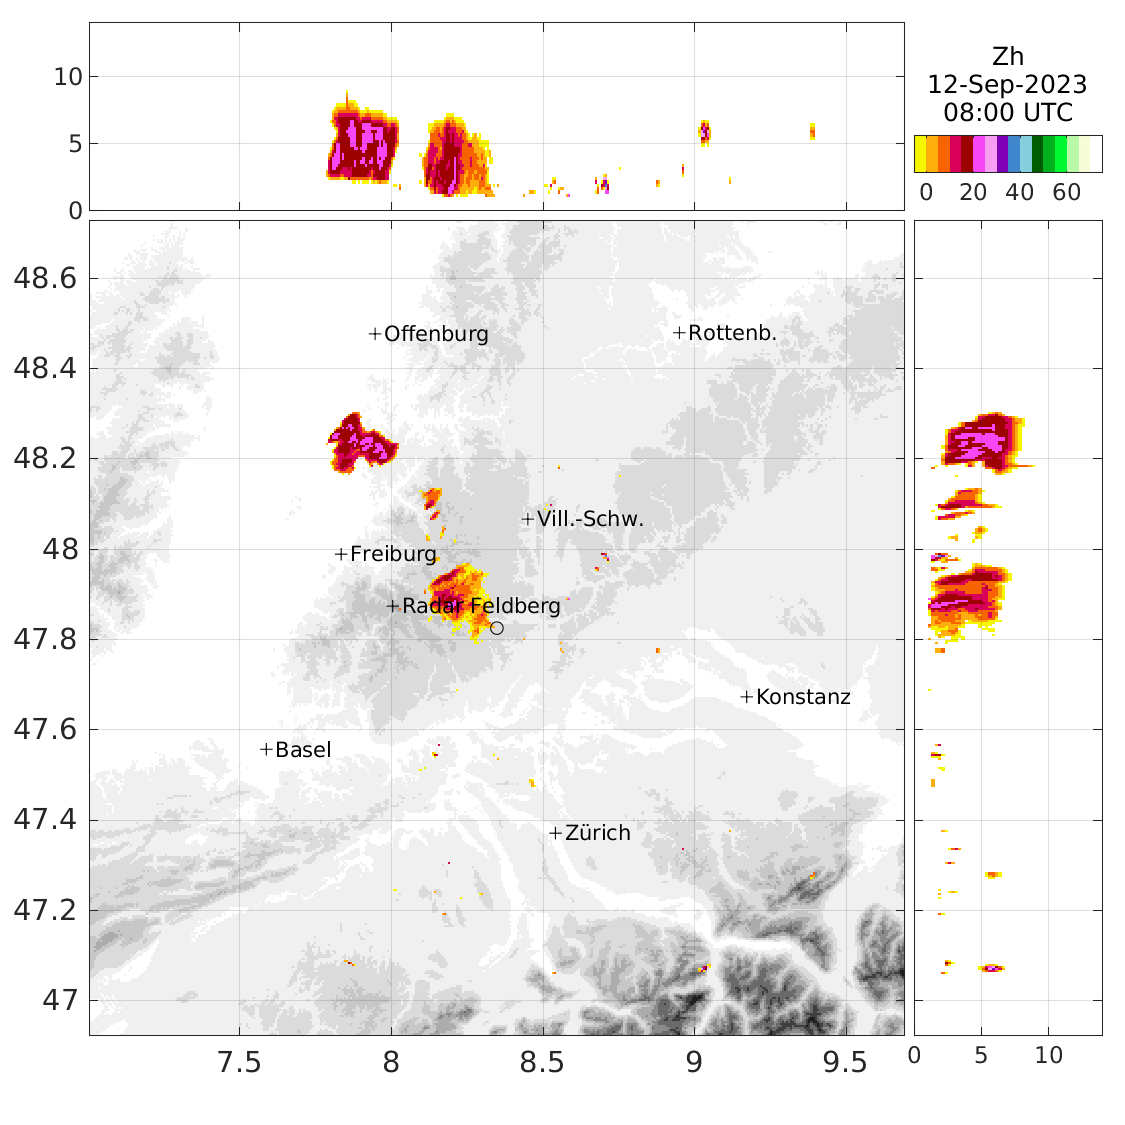 10
5
0
Zh
12-Sep-2023
08:00 UTC
0 20 40 60
48.6
48.4
48.2
48
47.8
47.6
47.4
47.2
47
+Offenburg
+Rottenb.
+Vill.-Schw.
+Freiburg
+Radar Feldberg
+Konstanz
+Basel
+Zürich
7.5 8 8.5 9 9.5
0 5 10